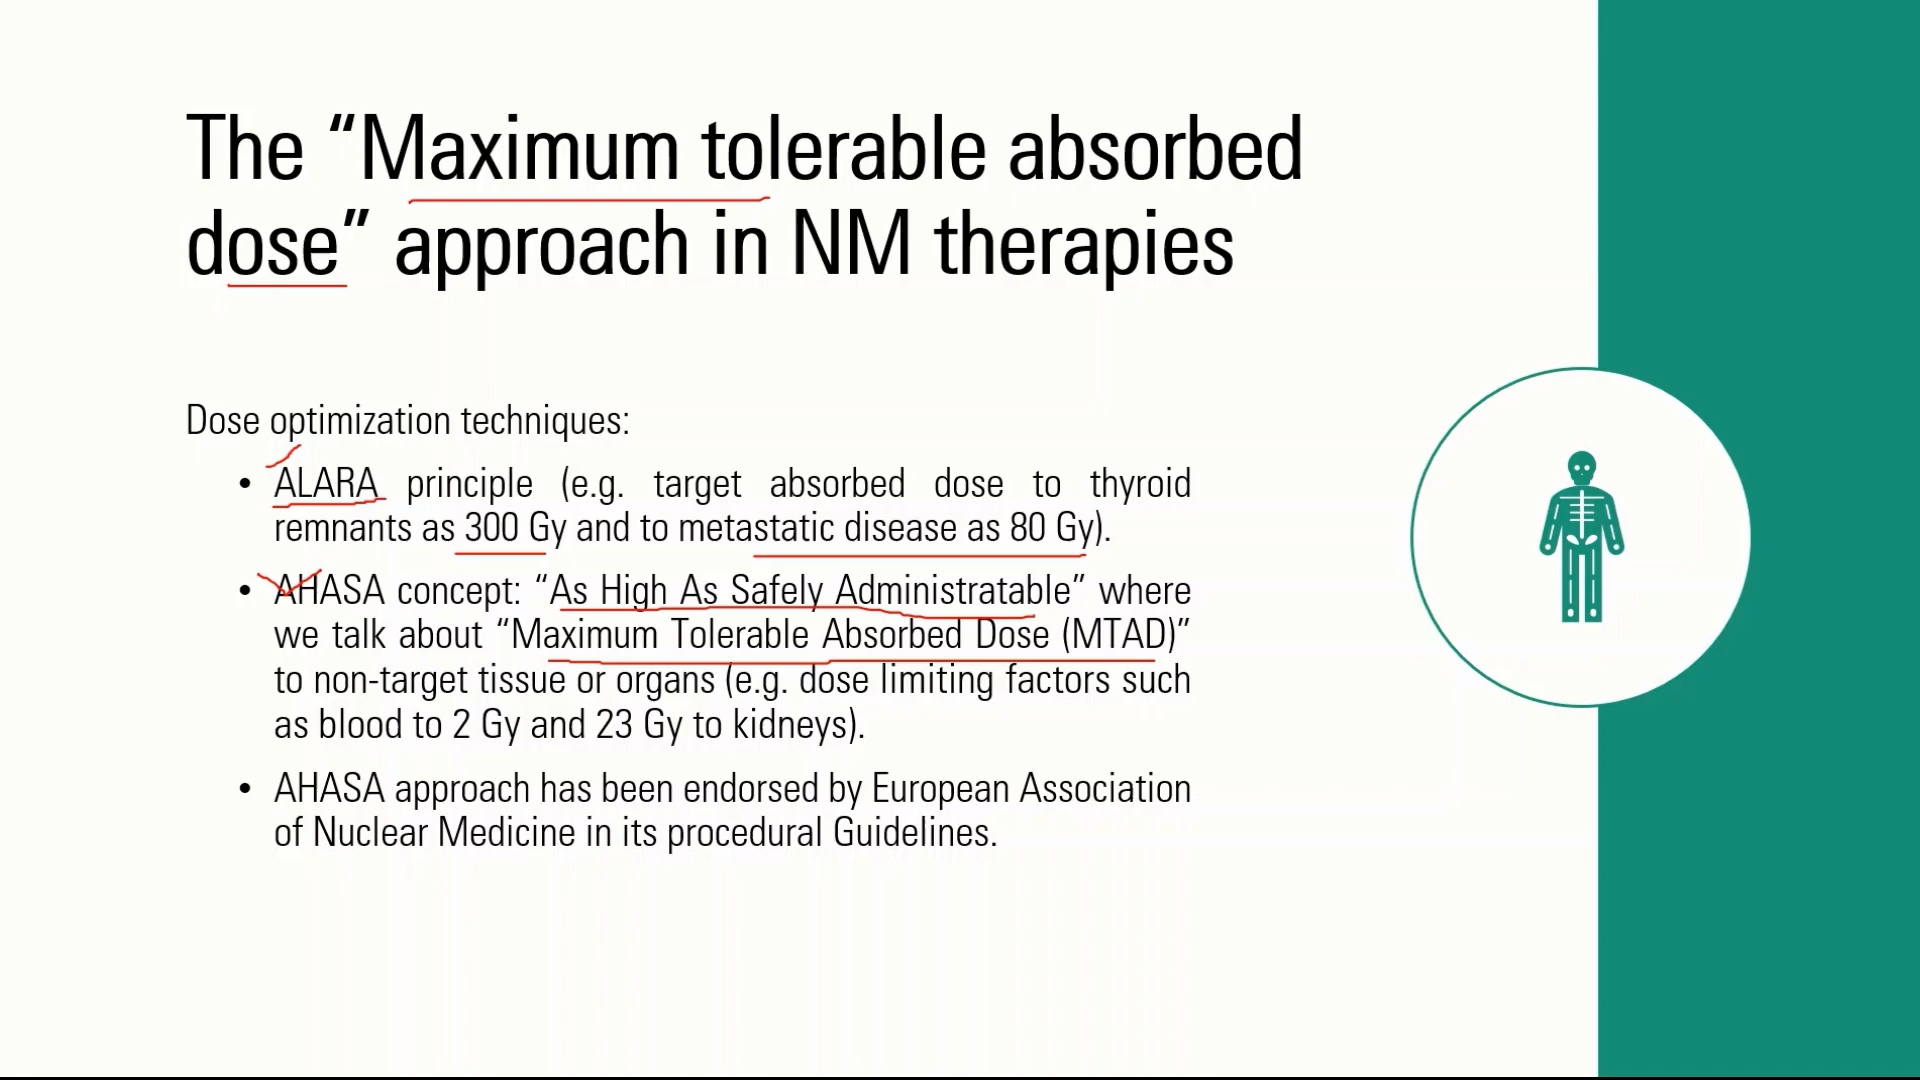 The “Maximum tolerable absorbed
dose” approach in NM therapies
Dose optimization techniques:
• ALARA principle (e.g. target absorbed dose to thyroid
remnants as 300 Gy and to metastatic disease as 80 Gy).
• AHASA concept: “As High As Safely Administratable” where
we talk about “Maximum Tolerable Absorbed Dose (MTAD)”
to non-target tissue or organs (e.g. dose limiting factors such
as blood to 2 Gy and 23 Gy to kidneys).
• AHASA approach has been endorsed by European Association
of Nuclear Medicine in its procedural Guidelines.